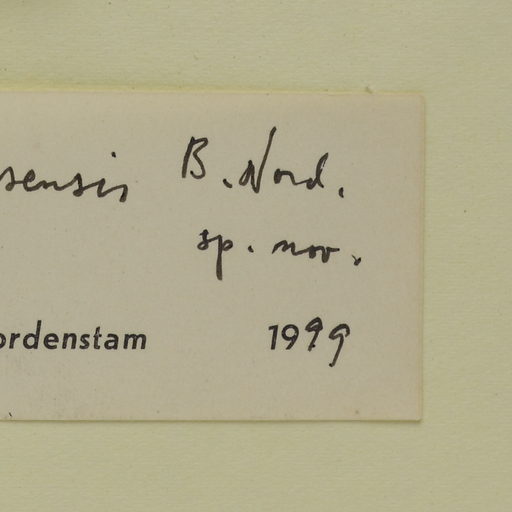 sensis B. Nord.
sp. nov.
ordenstam 1999